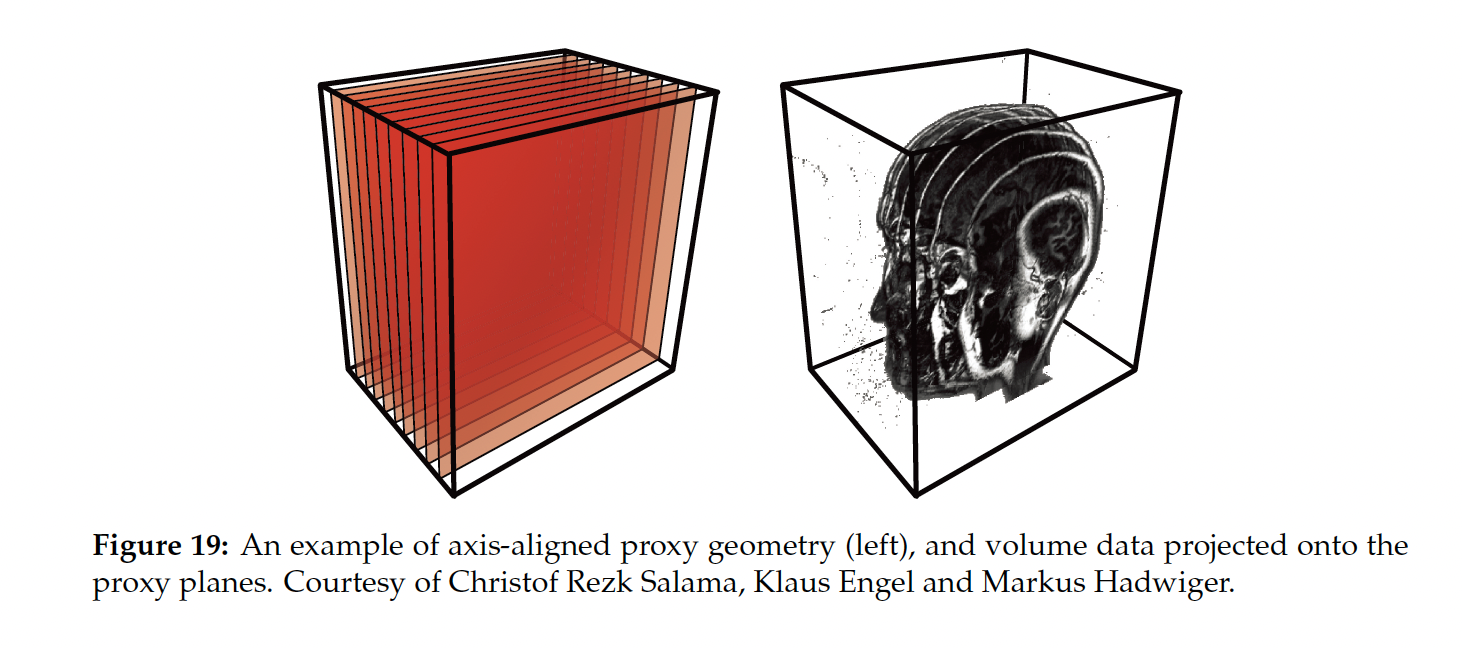 Figure 19: An example of axis-aligned proxy geometry (left), and volume data projected onto the
proxy planes. Courtesy of Christof Rezk Salama, Klaus Engel and Markus Hadwiger.